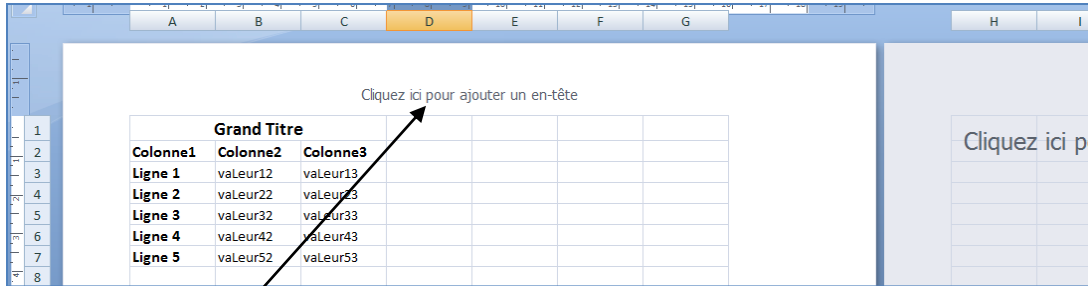 A B C D E F G H I
Cliquez ici pour ajouter un en-tête
1 Grand Titre
2 Colonne1 Colonne2 Colonne3
Cliquez ici p
3 Ligne 1 vaLeur12 vaLeur13
4 Ligne 2 vaLeur22 vaLeur23
5 Ligne 3 vaLeur32 vaLeur33
6 Ligne 4 vaLeur42 vaLeur43
7 Ligne 5 vaLeur52 vaLeur53
8